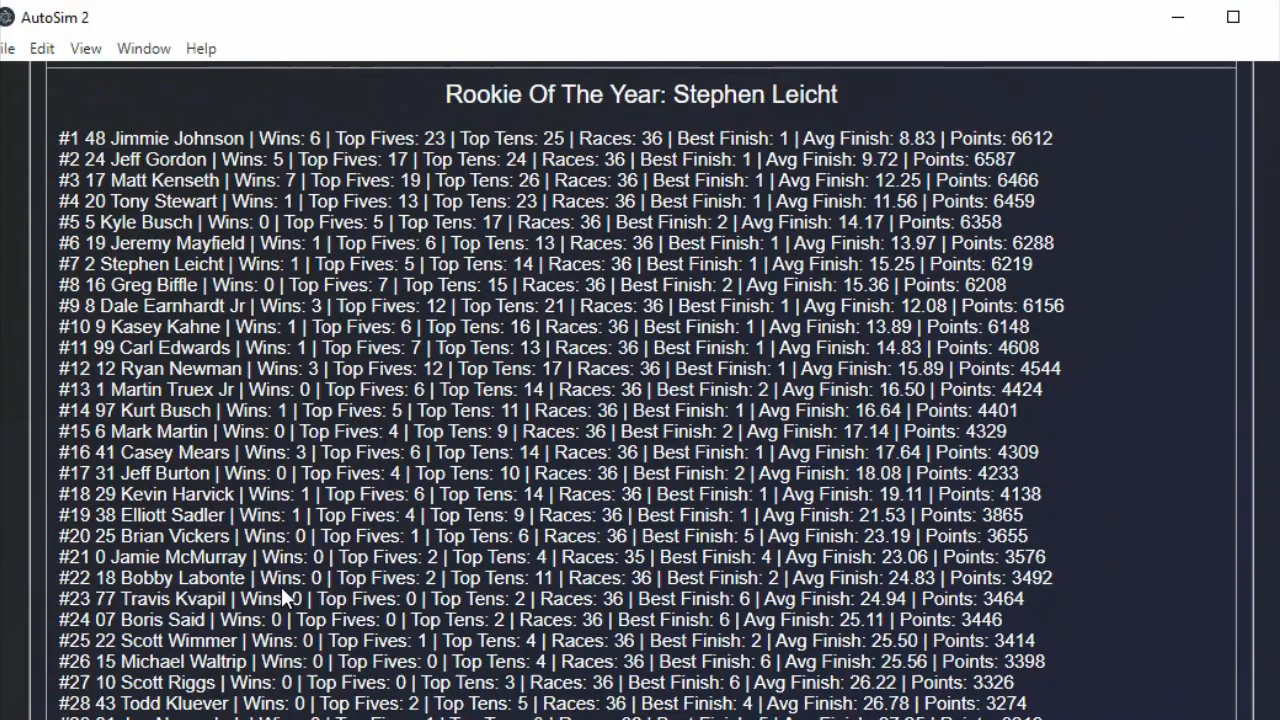 AutoSim 2
ile Edit View Window Help
Rookie Of The Year: Stephen Leicht
#1 48 Jimmie Johnson | Wins: 6 | Top Fives: 23 | Top Tens: 25 | Races: 36 | Best Finish: 1 | Avg Finish: 8.83 | Points: 6612
#2 24 Jeff Gordon | Wins: 5 | Top Fives: 17 | Top Tens: 24 | Races: 36 | Best Finish: 1 | Avg Finish: 9.72 | Points: 6587
#3 17 Matt Kenseth | Wins: 7 | Top Fives: 19 | Top Tens: 26 | Races: 36 | Best Finish: 1 | Avg Finish: 12.25 | Points: 6466
#4 20 Tony Stewart | Wins: 1 | Top Fives: 13 | Top Tens: 23 | Races: 36 | Best Finish: 1 | Avg Finish: 11.56 | Points: 6459
#5 5 Kyle Busch | Wins: 0 | Top Fives: 5 | Top Tens: 17 | Races: 36 | Best Finish: 2 | Avg Finish: 14.17 | Points: 6358
#6 19 Jeremy Mayfield | Wins: 1 | Top Fives: 6 | Top Tens: 13 | Races: 36 | Best Finish: 1 | Avg Finish: 13.97 | Points: 6288
#7 2 Stephen Leicht | Wins: 1 | Top Fives: 5 | Top Tens: 14 | Races: 36 | Best Finish: 1 | Avg Finish: 15.25 | Points: 6219
#8 16 Greg Biffle | Wins: 0 | Top Fives: 7 | Top Tens: 15 | Races: 36 | Best Finish: 2 | Avg Finish: 15.36 | Points: 6208
#9 8 Dale Earnhardt Jr | Wins: 3 | Top Fives: 12 | Top Tens: 21 | Races: 36 | Best Finish: 1 | Avg Finish: 12.08 | Points: 6156
#10 9 Kasey Kahne | Wins: 1 | Top Fives: 6 | Top Tens: 16 | Races: 36 | Best Finish: 1 | Avg Finish: 13.89 | Points: 6148
#11 99 Carl Edwards | Wins: 1 | Top Fives: 7 | Top Tens: 13 | Races: 36 | Best Finish: 1 | Avg Finish: 14.83 | Points: 4608
#12 12 Ryan Newman | Wins: 3 | Top Fives: 12 | Top Tens: 17 | Races: 36 | Best Finish: 1 | Avg Finish: 15.89 | Points: 4544
#13 1 Martin Truex Jr | Wins: 0 | Top Fives: 6 | Top Tens: 14 | Races: 36 | Best Finish: 2 | Avg Finish: 16.50 | Points: 4424
#14 97 Kurt Busch | Wins: 1 | Top Fives: 5 | Top Tens: 11 | Races: 36 | Best Finish: 1 | Avg Finish: 16.64 | Points: 4401
#15 6 Mark Martin | Wins: 0 | Top Fives: 4 | Top Tens: 9 | Races: 36 | Best Finish: 2 | Avg Finish: 17.14 | Points: 4329
#16 41 Casey Mears | Wins: 3 | Top Fives: 6 | Top Tens: 14 | Races: 36 | Best Finish: 1 | Avg Finish: 17.64 | Points: 4309
#17 31 Jeff Burton | Wins: 0 | Top Fives: 4 | Top Tens: 10 | Races: 36 | Best Finish: 2 | Avg Finish: 18.08 | Points: 4233
#18 29 Kevin Harvick | Wins: 1 | Top Fives: 6 | Top Tens: 14 | Races: 36 | Best Finish: 1 | Avg Finish: 19.11 | Points: 4138
#19 38 Elliott Sadler | Wins: 1 | Top Fives: 4 | Top Tens: 9 | Races: 36 | Best Finish: 1 | Avg Finish: 21.53 | Points: 3865
#20 25 Brian Vickers | Wins: 0 | Top Fives: 1 | Top Tens: 6 | Races: 36 | Best Finish: 5 | Avg Finish: 23.19 | Points: 3655
#21 0 Jamie McMurray | Wins: 0 | Top Fives: 2 | Top Tens: 4 | Races: 35 | Best Finish: 4 | Avg Finish: 23.06 | Points: 3576
#22 18 Bobby Labonte | Wins: 0 | Top Fives: 2 | Top Tens: 11 | Races: 36 | Best Finish: 2 | Avg Finish: 24.83 | Points: 3492
#23 77 Travis Kvapil | Wins: 0 | Top Fives: 0 | Top Tens: 2 | Races: 36 | Best Finish: 6 | Avg Finish: 24.94 | Points: 3464
#24 07 Boris Said | Wins: 0 | Top Fives: 0 | Top Tens: 2 | Races: 36 | Best Finish: 6 | Avg Finish: 25.11 | Points: 3446
#25 22 Scott Wimmer | Wins: 0 | Top Fives: 1 | Top Tens: 4 | Races: 36 | Best Finish: 2 | Avg Finish: 25.50 | Points: 3414
#26 15 Michael Waltrip | Wins: 0 | Top Fives: 0 | Top Tens: 4 | Races: 36 | Best Finish: 6 | Avg Finish: 25.56 | Points: 3398
#27 10 Scott Riggs | Wins: 0 | Top Fives: 0 | Top Tens: 3 | Races: 36 | Best Finish: 6 | Avg Finish: 26.22 | Points: 3326
#28 43 Todd Kluever | Wins: 0 | Top Fives: 2 | Top Tens: 5 | Races: 36 | Best Finish: 4 | Avg Finish: 26.78 | Points: 3274